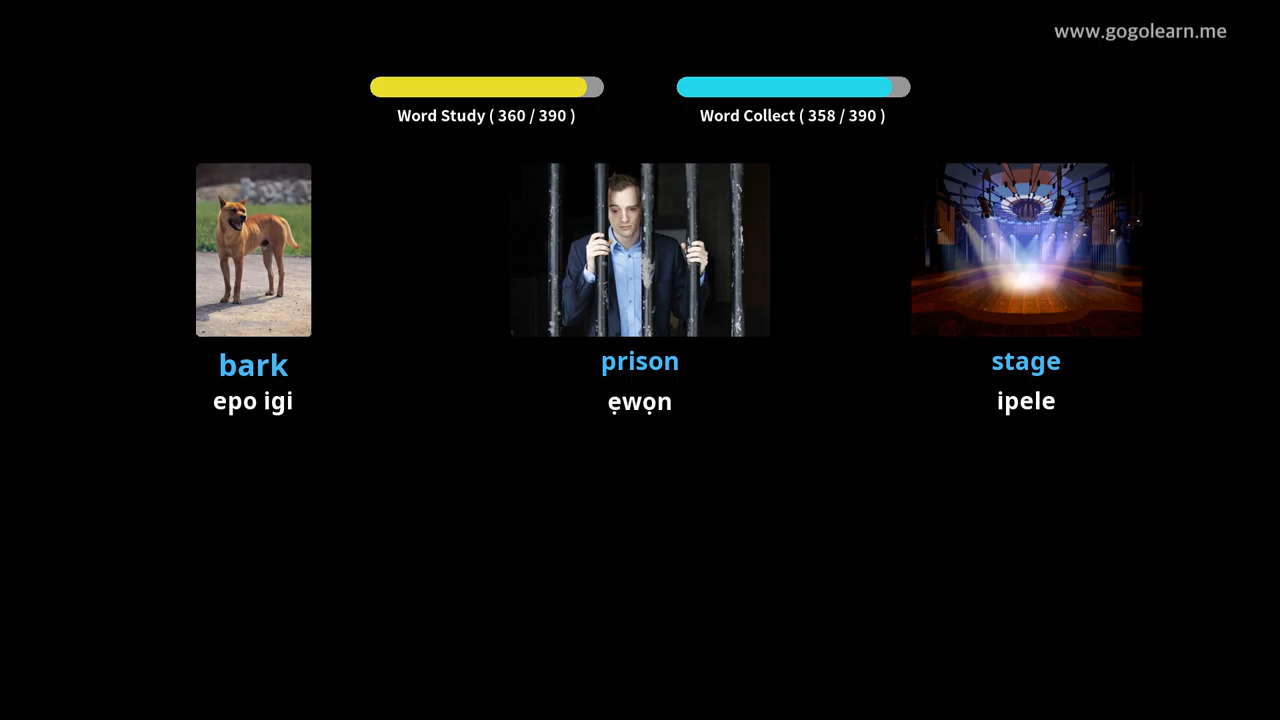 www.gogolearn.me
Word Study ( 360 / 390 )
Word Collect ( 358 / 390 )
bark
epo igi
prison
ẹwọn
stage
ipele